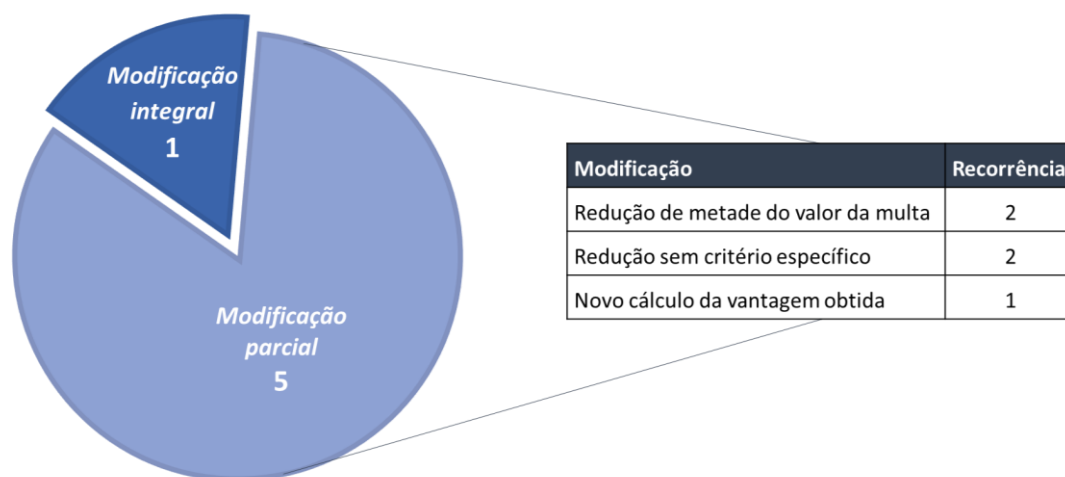 Modificação
integral
1
Modificação
parcial
5
Modificação Recorrência
Redução de metade do valor da multa 2
Redução sem critério específico 2
Novo cálculo da vantagem obtida 1